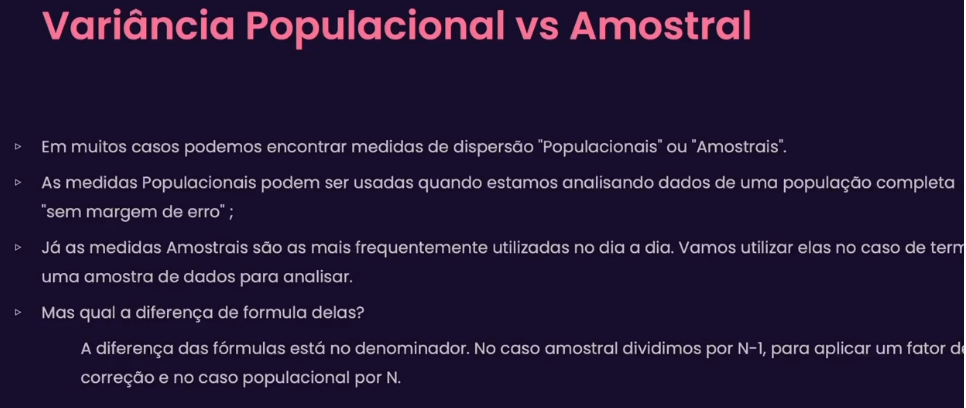 Variância Populacional vs Amostral
Em muitos casos podemos encontrar medidas de dispersão "Populacionais" ou "Amostrais".
As medidas Populacionais podem ser usadas quando estamos analisando dados de uma população completa
"sem margem de erro" ;
Já as medidas Amostrais são as mais frequentemente utilizadas no dia a dia. Vamos utilizar elas no caso de
uma amostra de dados para analisar.
Mas qual a diferença de formula delas?
A diferença das fórmulas está no denominador. No caso amostral dividimos por N-1, para aplicar um fator de
correção e no caso populacional por N.